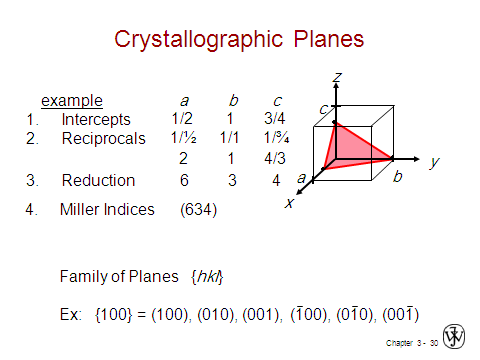 Crystallographic Planes
example a b c
1. Intercepts 1/2 1 3/4
2. Reciprocals 1/½ 1/1 1/¾
2 1 4/3
3. Reduction 6 3 4
4. Miller Indices (634)
z
c
y
a
b
x
Family of Planes {hkl}
Ex: {100} = (100), (010), (001), (1̅00), (01̅0), (001̅)
Chapter 3 - 30